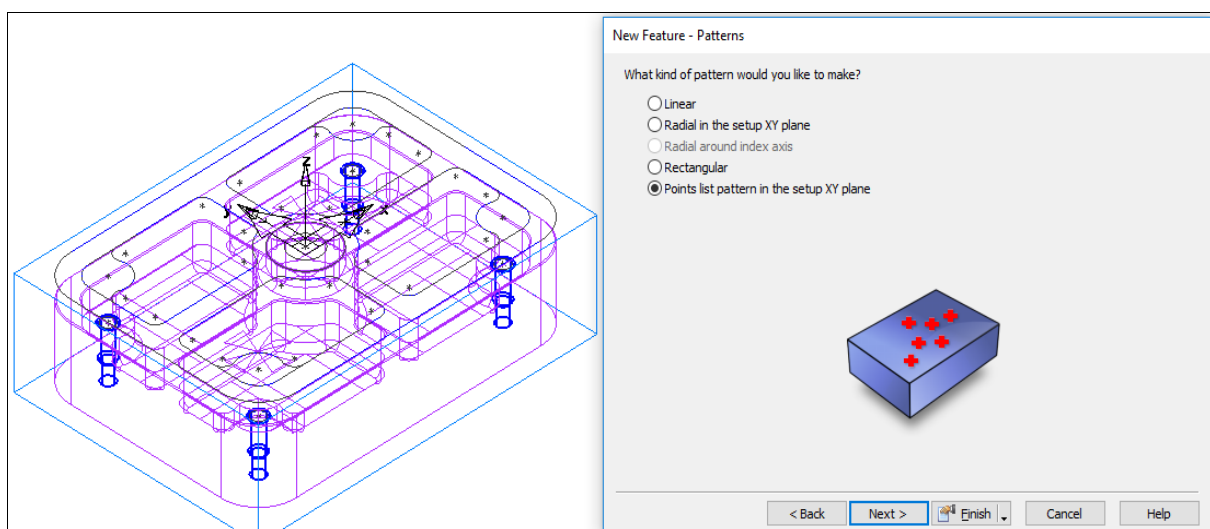 New Feature - Patterns
What kind of pattern would you like to make?
Linear
Radial in the setup XY plane
Radial around index axis
Rectangular
Points list pattern in the setup XY plane
z
y
x
< Back Next > Finish Cancel Help